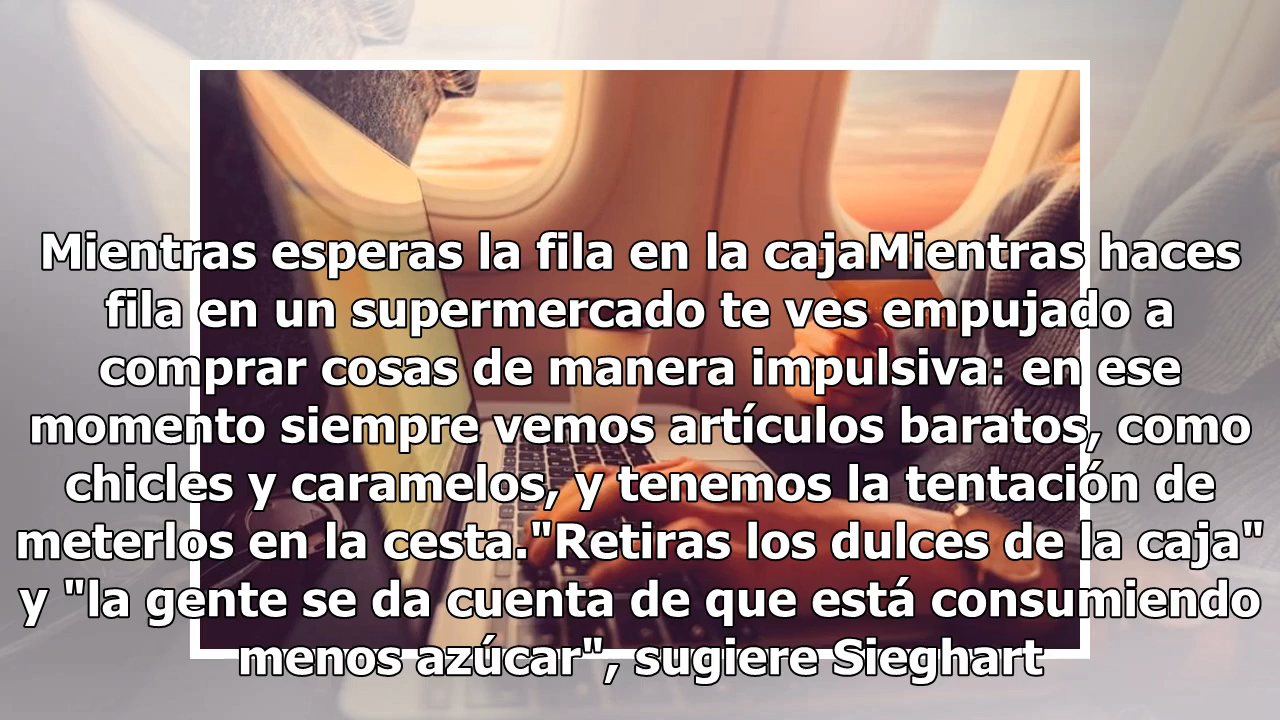 Mientras esperas la fila en la cajaMientras haces
fila en un supermercado te ves empujado a
comprar cosas de manera impulsiva: en ese
momento siempre vemos artículos baratos, como
chicles y caramelos, y tenemos la tentación de
meterlos en la cesta."Retiras los dulces de la caja"
y "la gente se da cuenta de que está consumiendo
menos azúcar", sugiere Sieghart